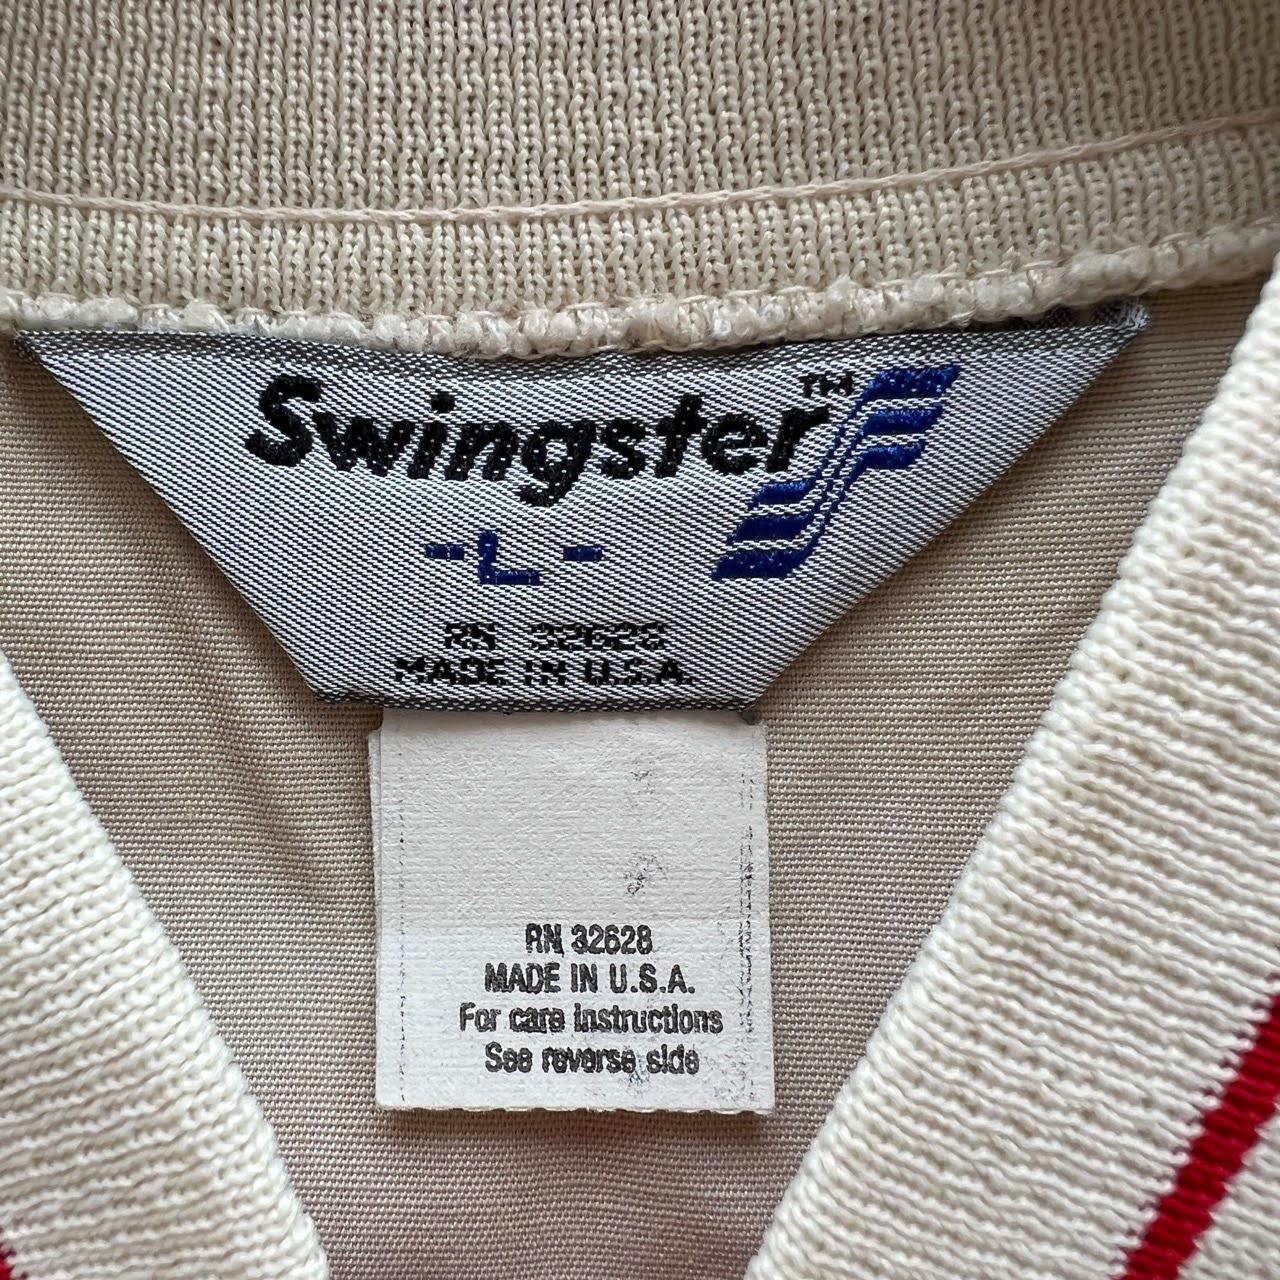 Swingster™
-L-
RN 32628
MADE IN U.S.A.
RN 32628
MADE IN U.S.A.
For care instructions
See reverse side